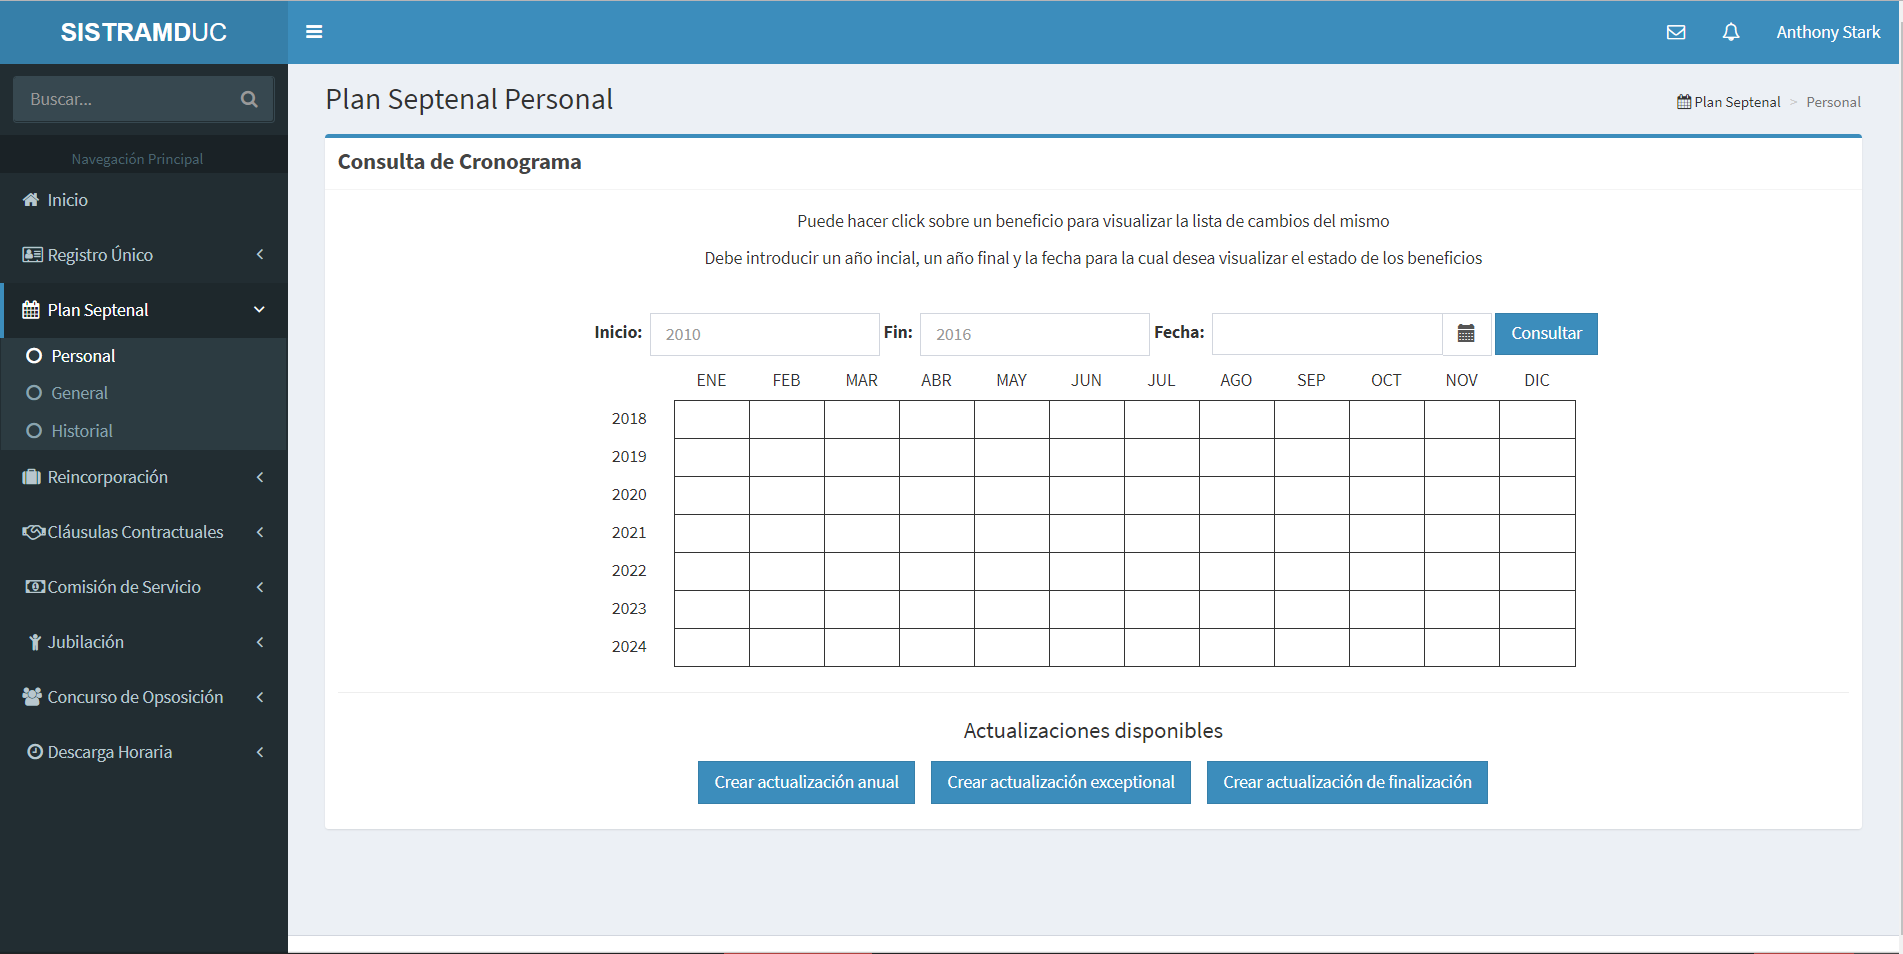 SISTRAMDUC
Anthony Stark
Buscar...
Navegación Principal
Inicio
Registro Único
Plan Septenal
Personal
General
Historial
Reincorporación
Cláusulas Contractuales
Comisión de Servicio
Jubilación
Concurso de Opsosición
Descarga Horaria
Plan Septenal Personal
Plan Septenal > Personal
Consulta de Cronograma
Puede hacer click sobre un beneficio para visualizar la lista de cambios del mismo
Debe introducir un año incial, un año final y la fecha para la cual desea visualizar el estado de los beneficios
Inicio: 2010 Fin: 2016 Fecha: Consultar
ENE FEB MAR ABR MAY JUN JUL AGO SEP OCT NOV DIC
2018
2019
2020
2021
2022
2023
2024
Actualizaciones disponibles
Crear actualización anual Crear actualización exceptional Crear actualización de finalización